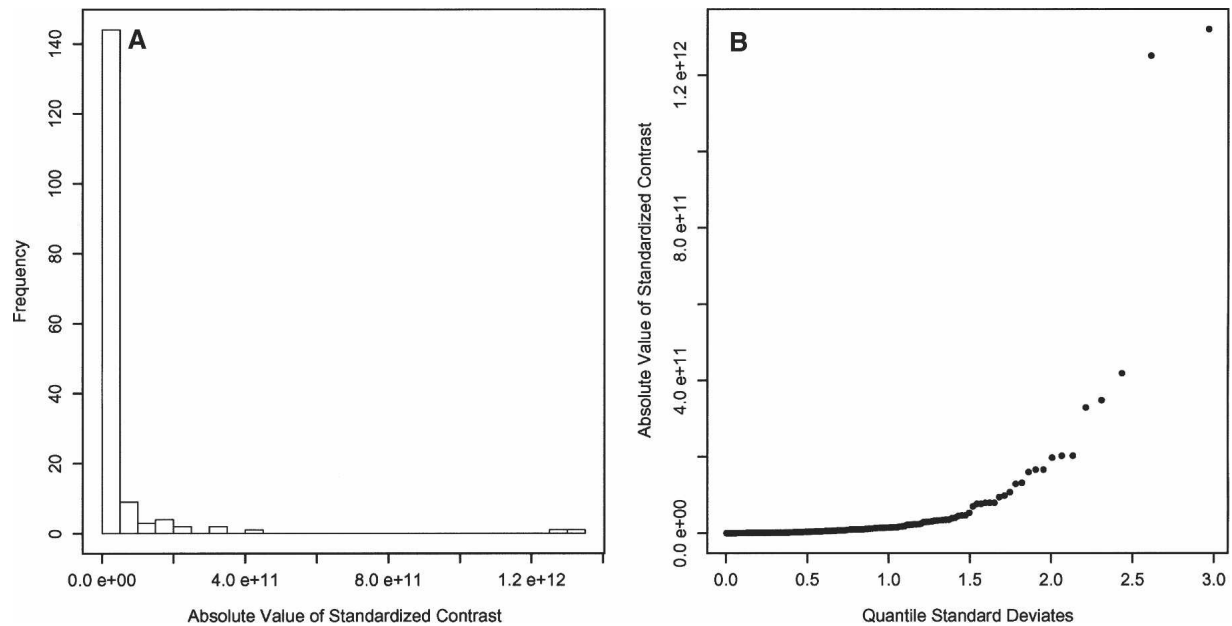 A
Frequency
140
120
100
80
60
40
20
0
0.0 e+00
4.0 e+11
8.0 e+11
1.2 e+12
Absolute Value of Standardized Contrast
B
Absolute Value of Standardized Contrast
1.2 e+12
8.0 e+11
4.0 e+11
0.0 e+00
0.0
0.5
1.0
1.5
2.0
2.5
3.0
Quantile Standard Deviates